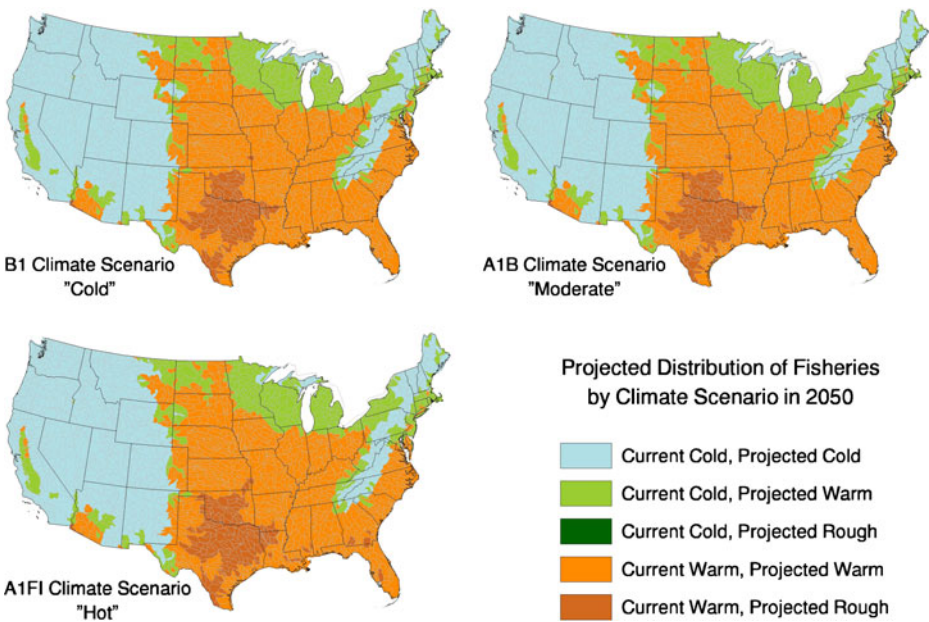 B1 Climate Scenario
"Cold"
A1B Climate Scenario
"Moderate"
A1FI Climate Scenario
"Hot"
Projected Distribution of Fisheries
by Climate Scenario in 2050
Current Cold, Projected Cold
Current Cold, Projected Warm
Current Cold, Projected Rough
Current Warm, Projected Warm
Current Warm, Projected Rough